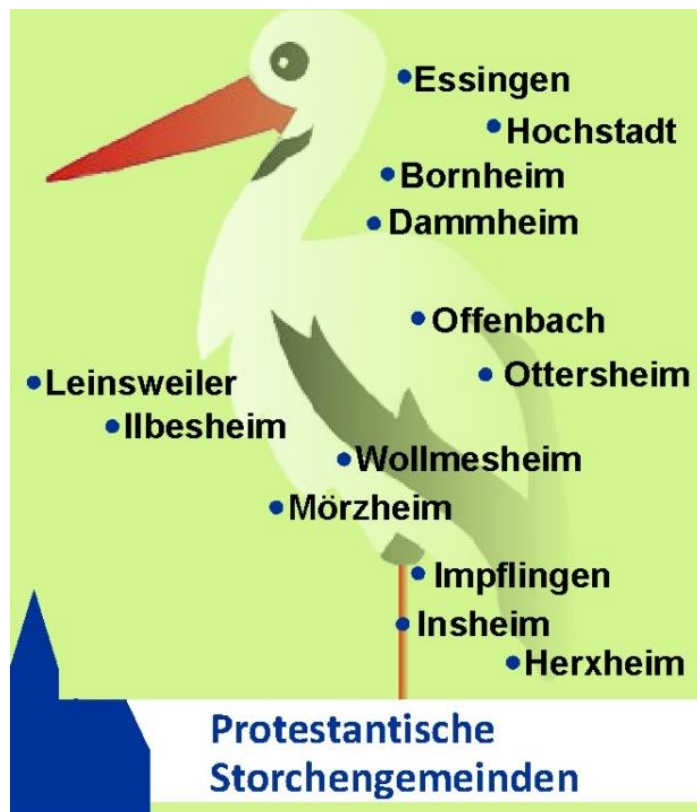 Essingen
Hochstadt
Bornheim
Dammheim
Offenbach
Ottersheim
Leinsweiler
Ilbesheim
Wollmesheim
Mörzheim
Impflingen
Insheim
Herxheim
Protestantische
Storchengemeinden